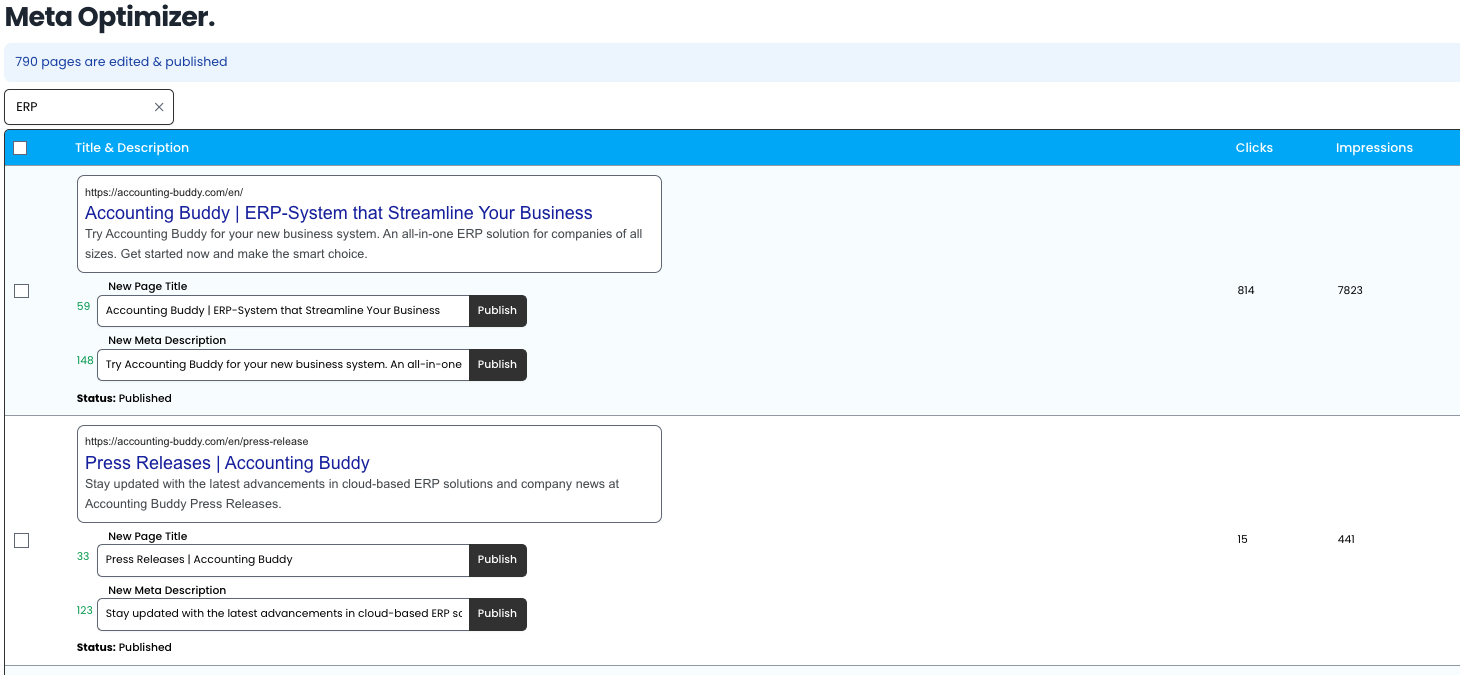 Meta Optimizer.
790 pages are edited & published
ERP
Title & Description Clicks Impressions
https://accounting-buddy.com/en/
Accounting Buddy | ERP-System that Streamline Your Business
Try Accounting Buddy for your new business system. An all-in-one ERP solution for companies of all
sizes. Get started now and make the smart choice.
New Page Title
59 Accounting Buddy | ERP-System that Streamline Your Business Publish
814 7823
New Meta Description
148 Try Accounting Buddy for your new business system. An all-in-one Publish
Status: Published
https://accounting-buddy.com/en/press-release
Press Releases | Accounting Buddy
Stay updated with the latest advancements in cloud-based ERP solutions and company news at
Accounting Buddy Press Releases.
New Page Title
33 Press Releases | Accounting Buddy Publish
15 441
New Meta Description
123 Stay updated with the latest advancements in cloud-based ERP sc Publish
Status: Published